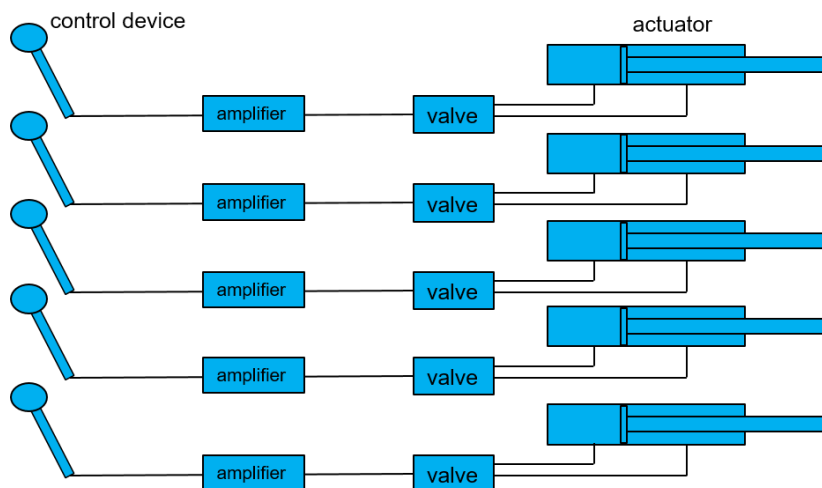 control device
actuator
amplifier
valve
amplifier
valve
amplifier
valve
amplifier
valve
amplifier
valve